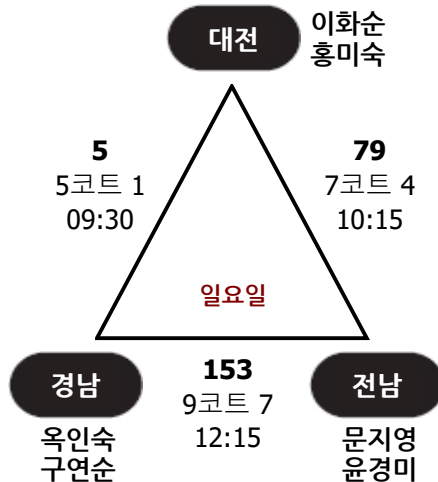 대전
이화순
홍미숙
5
5코트 1
09:30
79
7코트 4
10:15
일요일
경남
옥인숙
구연순
153
9코트 7
12:15
전남
문지영
윤경미